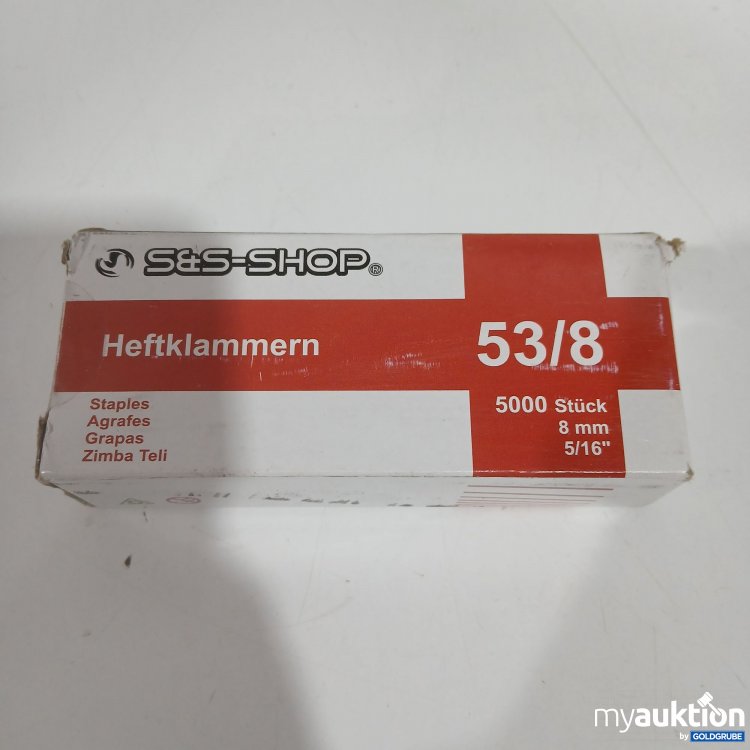 S&S-SHOP®
Heftklammern
53/8
Staples
Agrafes
Grapas
Zimba Teli
5000 Stück
8 mm
5/16"
myauktion
by GOLDGRUBE